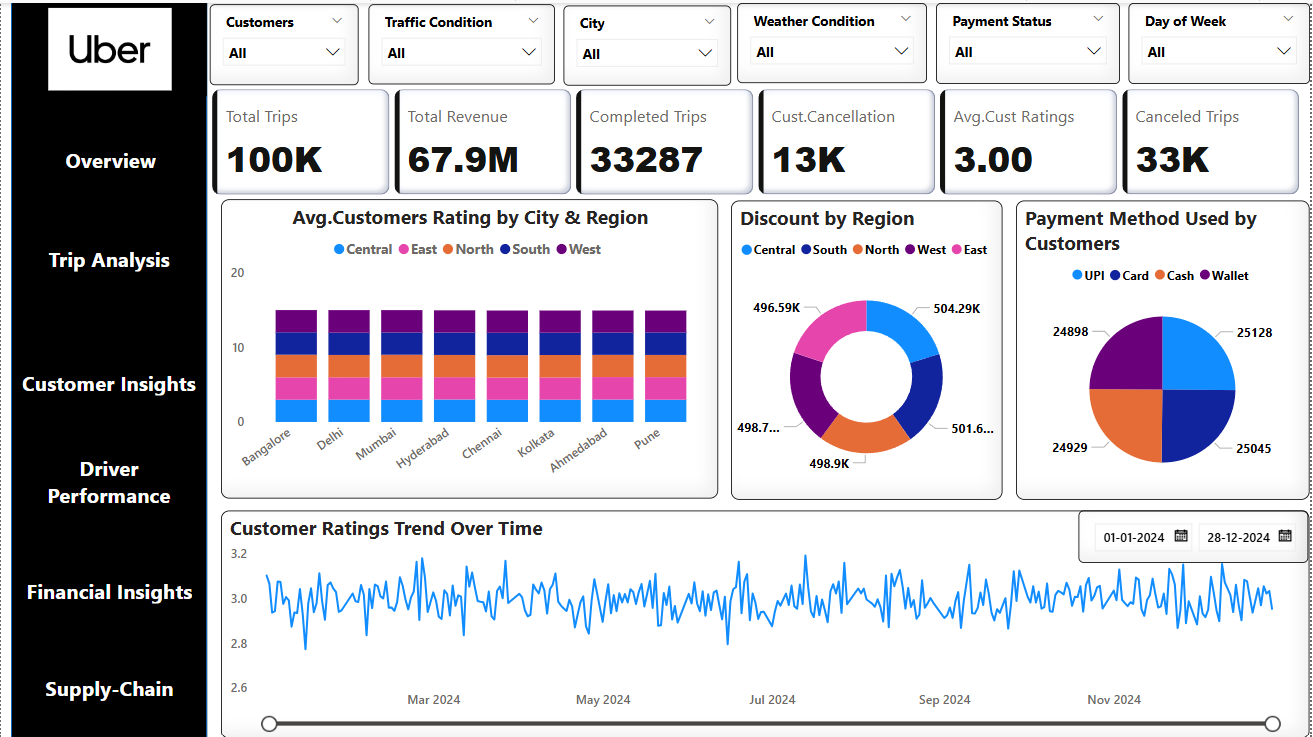 Uber
Overview
Trip Analysis
Customer Insights
Driver
Performance
Financial Insights
Supply-Chain
Customers
All
Traffic Condition
All
City
All
Weather Condition
All
Payment Status
All
Day of Week
All
Total Trips
100K
Total Revenue
67.9M
Completed Trips
33287
Cust.Cancellation
13K
Avg.Cust Ratings
3.00
Canceled Trips
33K
Avg.Customers Rating by City & Region
Central East North South West
20
10
0
Bangalore
Delhi
Mumbai
Hyderabad
Chennai
Kolkata
Ahmedabad
Pune
Discount by Region
Central South North West East
496.59K
504.29K
498.7...
501.6...
498.9K
Payment Method Used by
Customers
UPI Card Cash Wallet
24898
25128
24929
25045
Customer Ratings Trend Over Time
01-01-2024
28-12-2024
3.2
3.0
2.8
2.6
Mar 2024
May 2024
Jul 2024
Sep 2024
Nov 2024